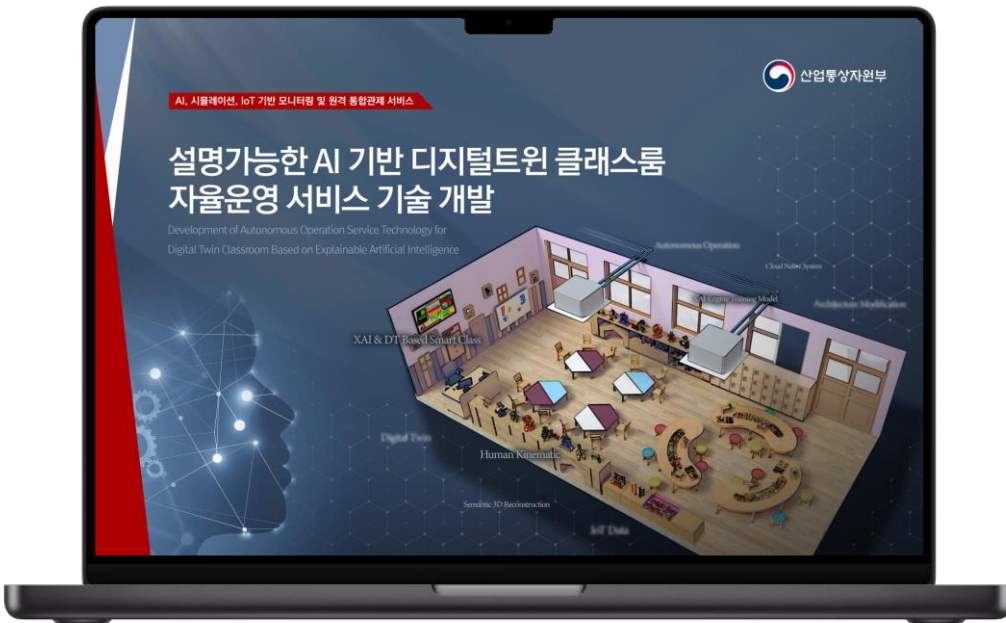 산업통상자원부
AI, 시뮬레이션, IoT 기반 모니터링 및 원격 통합관제 서비스
설명가능한 AI 기반 디지털트윈 클래스룸
자율운영 서비스 기술 개발
Development of Autonomous Operation Service Technology for
Digital Twin Classroom Based on Explainable Artificial Intelligence
Autonomous Operation
Cloud Native System
Training Model
Architecture Modification
XAI & DT Based Smart Class
Digital Twin
Human Kinematic
Semantic 3D Reconstruction
IoT Data